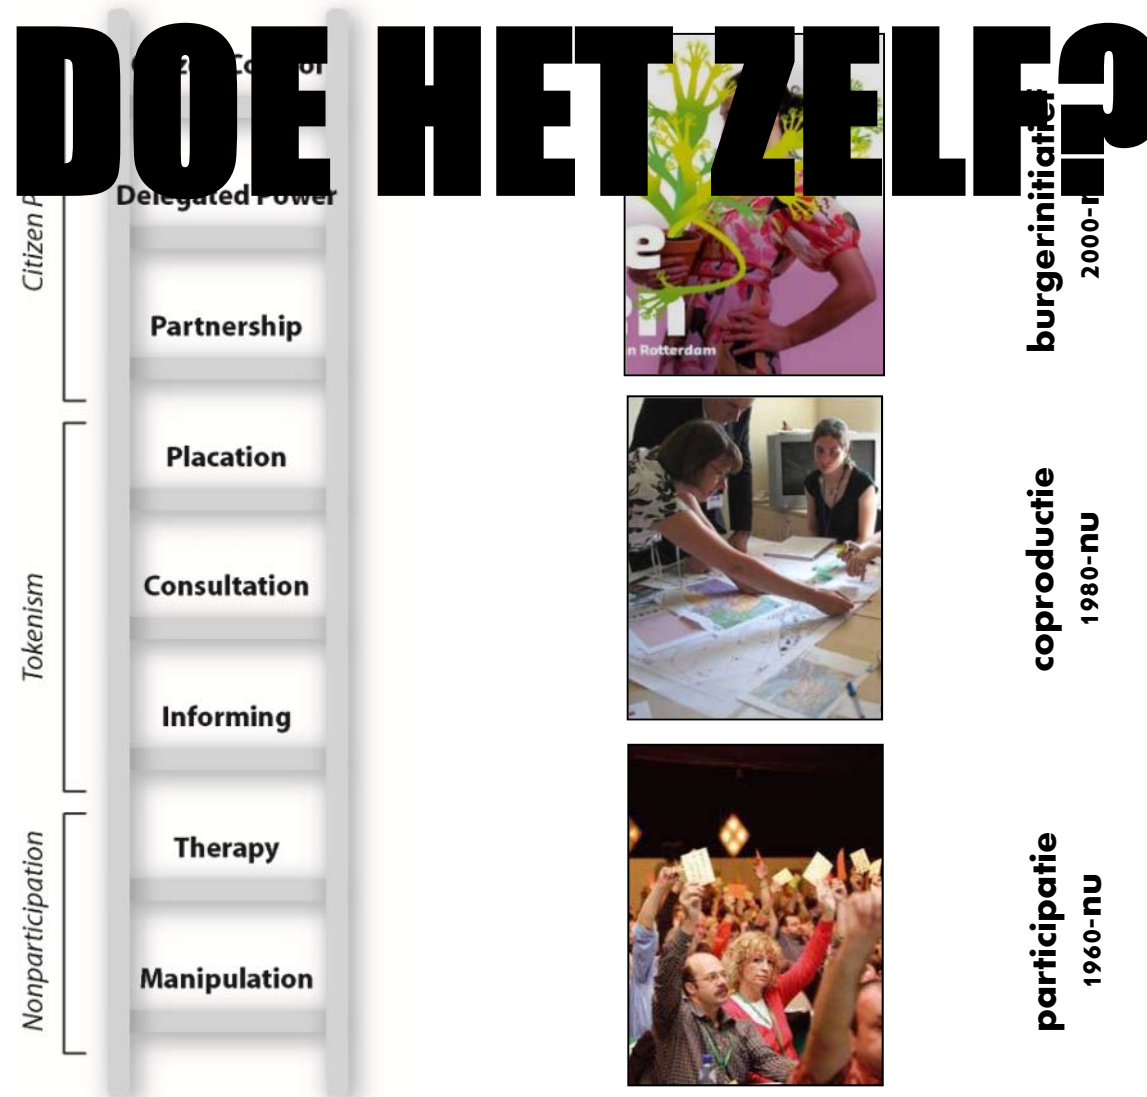 DOE HET ZELF?
Delegated Power
Citizen P
Partnership
Placation
Consultation
Tokenism
Informing
Therapy
Nonparticipation
Manipulation
e
en
n Rotterdam
burgerinitiatief
2000-n
coproductie
1980-nu
participatie
1960-nu